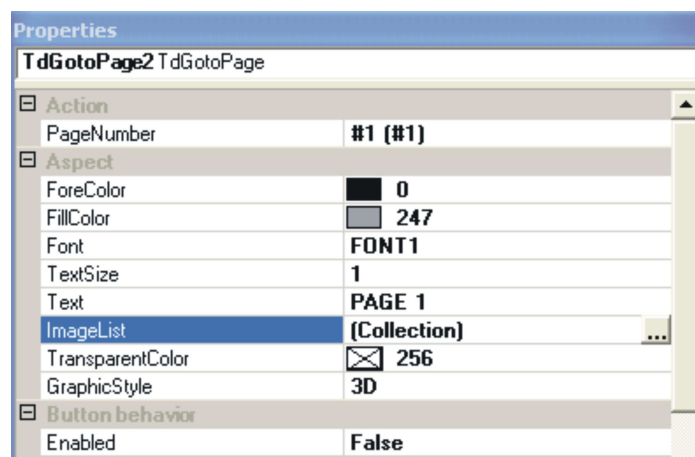 Properties
TdGotoPage2 TdGotoPage
Action
PageNumber #1 (#1)
Aspect
ForeColor 0
FillColor 247
Font FONT1
TextSize 1
Text PAGE 1
ImageList (Collection) ...
TransparentColor 256
GraphicStyle 3D
Button behavior
Enabled False